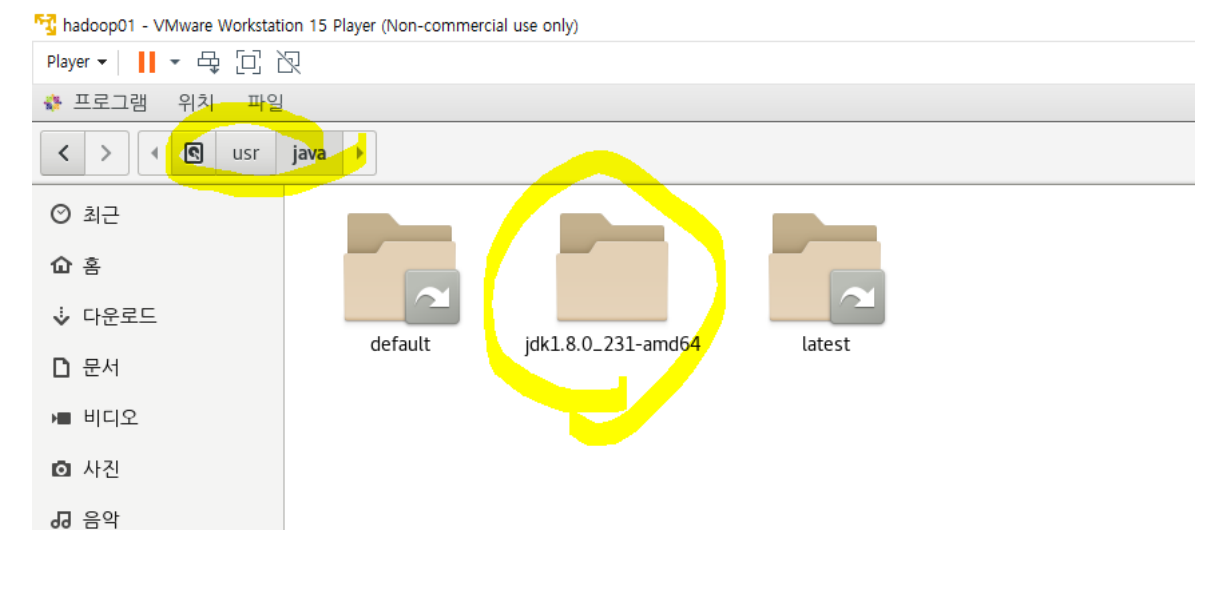 hadoop01 - VMware Workstation 15 Player (Non-commercial use only)
Player
프로그램 위치 파일
usr java
최근
홈
다운로드
문서
비디오
사진
음악
default jdk1.8.0_231-amd64 latest